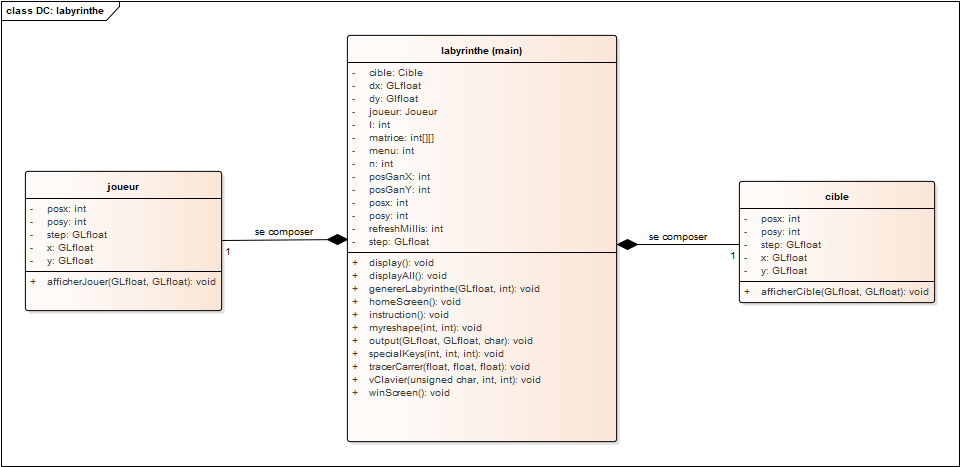 class DC: labyrinthe
labyrinthe (main)
- cible: Cible
- dx: GLfloat
- dy: Glfloat
- joueur: Joueur
- l: int
- matrice: int[][]
- menu: int
- n: int
- posGanX: int
- posGanY: int
- posx: int
- posy: int
- refreshMillis: int
- step: GLfloat
+ display(): void
+ displayAll(): void
+ genererLabyrinthe(GLfloat, int): void
+ homeScreen(): void
+ instruction(): void
+ myreshape(int, int): void
+ output(GLfloat, GLfloat, char): void
+ specialKeys(int, int, int): void
+ tracerCarrer(float, float, float): void
+ vClavier(unsigned char, int, int): void
+ winScreen(): void
joueur
- posx: int
- posy: int
- step: GLfloat
- x: GLfloat
- y: GLfloat
+ afficherJouer(GLfloat, GLfloat): void
se composer
1
cible
- posx: int
- posy: int
- step: GLfloat
- x: GLfloat
- y: GLfloat
+ afficherCible(GLfloat, GLfloat): void
se composer
1